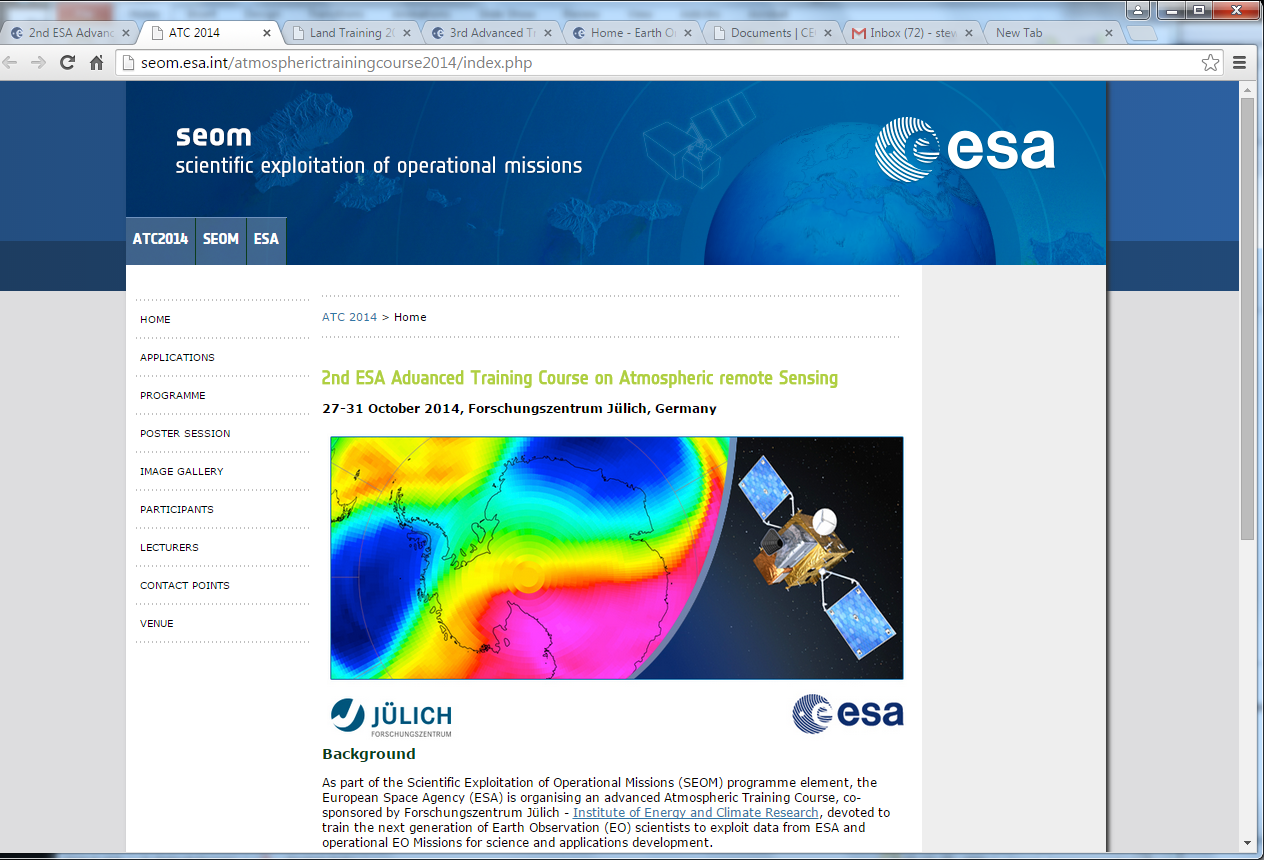 2nd ESA Advanc
ATC 2014
Land Training 20
3rd Advanced T
Home - Earth O
Documents | CE
Inbox (72) - stew
New Tab
seom.esa.int/atmospherictrainingcourse2014/index.php
seom
scientific exploitation of operational missions
esa
ATC2014 SEOM ESA
HOME
APPLICATIONS
PROGRAMME
POSTER SESSION
IMAGE GALLERY
PARTICIPANTS
LECTURERS
CONTACT POINTS
VENUE
ATC 2014 > Home
2nd ESA Advanced Training Course on Atmospheric remote Sensing
27-31 October 2014, Forschungszentrum Jülich, Germany
JÜLICH
FORSCHUNGSZENTRUM
esa
Background
As part of the Scientific Exploitation of Operational Missions (SEOM) programme element, the
European Space Agency (ESA) is organising an advanced Atmospheric Training Course, co-
sponsored by Forschungszentrum Jülich - Institute of Energy and Climate Research, devoted to
train the next generation of Earth Observation (EO) scientists to exploit data from ESA and
operational EO Missions for science and applications development.